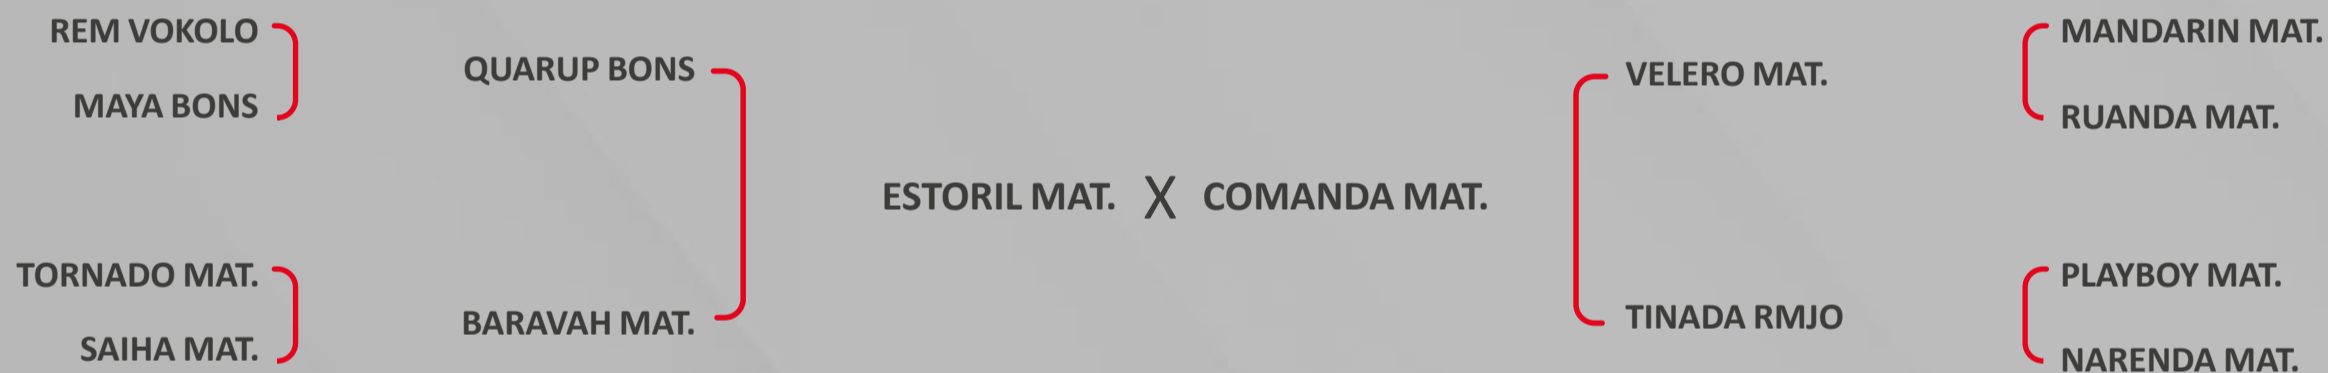 REM VOKOLO
MAYA BONS
QUARUP BONS
TORNADO MAT.
SAIHA MAT.
BARAVAH MAT.
ESTORIL MAT. X COMANDA MAT.
VELERO MAT.
TINADA RMJO
MANDARIN MAT.
RUANDA MAT.
PLAYBOY MAT.
NARENDA MAT.